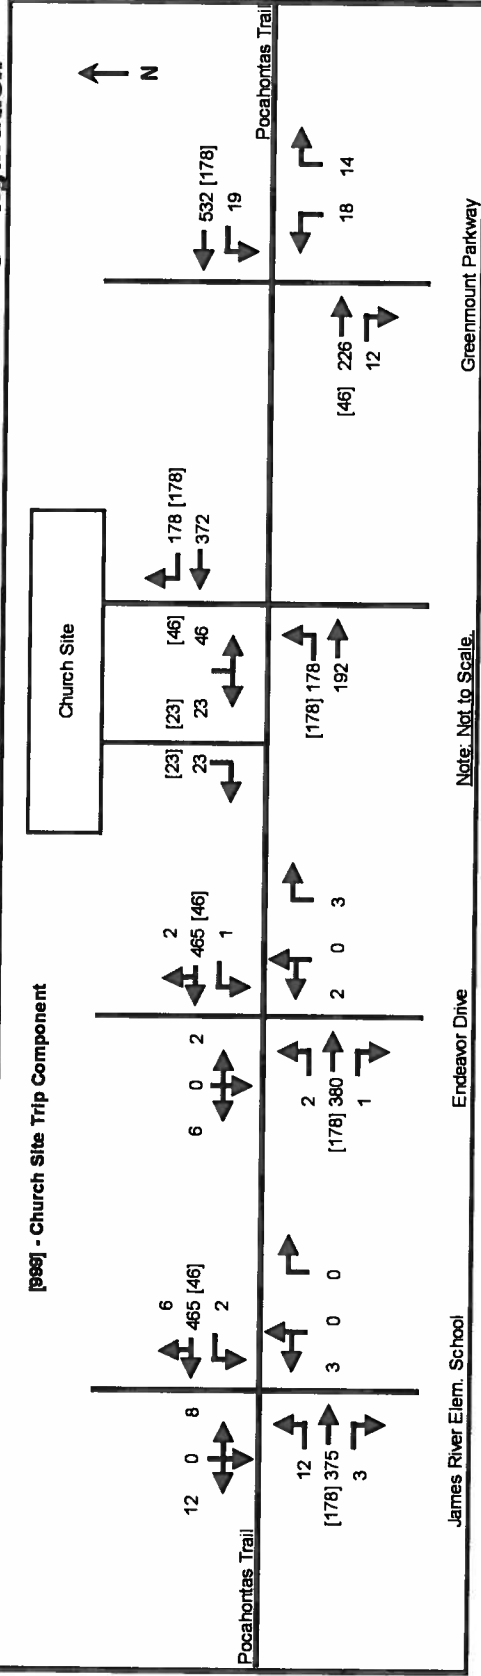 [999] - Church Site Trip Component
N
Church Site
Pocahontas Trail
12 0 8
6
465 [46]
2
12
[178] 375
3
3 0 0
James River Elem. School
6 0 2
2
465 [46]
1
2
[178] 380
1
2 0 3
Endeavor Drive
[23]
23
[23] [46]
23 46
178 [178]
372
[178] 178
192
Note: Not to Scale.
532 [178]
19
[46] 226
12
18 14
Greenmount Parkway
Pocahontas Trail